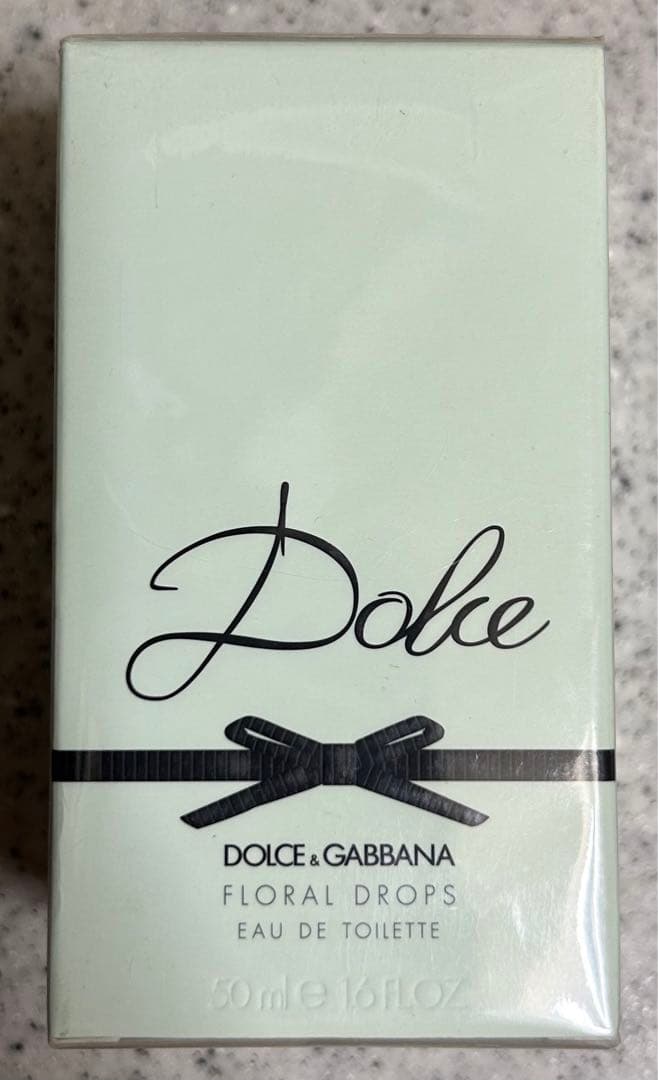 Dolce
DOLCE & GABBANA
FLORAL DROPS
EAU DE TOILETTE
50 ml e 1.6 FL.OZ